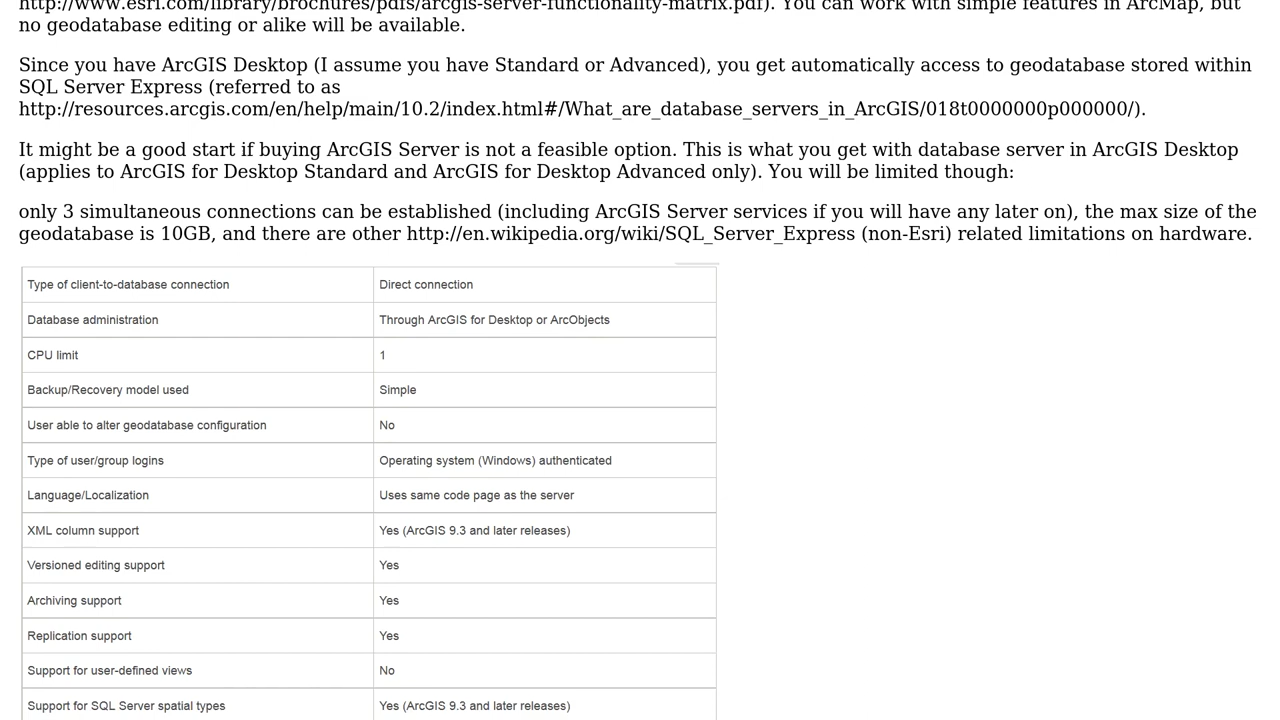 http://www.esri.com/library/brochures/pdfs/arcgis-server-functionality-matrix.pdf). You can work with simple features in ArcMap, but
no geodatabase editing or alike will be available.
Since you have ArcGIS Desktop (I assume you have Standard or Advanced), you get automatically access to geodatabase stored within
SQL Server Express (referred to as
http://resources.arcgis.com/en/help/main/10.2/index.html#/What_are_database_servers_in_ArcGIS/018t0000000p000000/).
It might be a good start if buying ArcGIS Server is not a feasible option. This is what you get with database server in ArcGIS Desktop
(applies to ArcGIS for Desktop Standard and ArcGIS for Desktop Advanced only). You will be limited though:
only 3 simultaneous connections can be established (including ArcGIS Server services if you will have any later on), the max size of the
geodatabase is 10GB, and there are other http://en.wikipedia.org/wiki/SQL_Server_Express (non-Esri) related limitations on hardware.
Type of client-to-database connection Direct connection
Database administration Through ArcGIS for Desktop or ArcObjects
CPU limit 1
Backup/Recovery model used Simple
User able to alter geodatabase configuration No
Type of user/group logins Operating system (Windows) authenticated
Language/Localization Uses same code page as the server
XML column support Yes (ArcGIS 9.3 and later releases)
Versioned editing support Yes
Archiving support Yes
Replication support Yes
Support for user-defined views No
Support for SQL Server spatial types Yes (ArcGIS 9.3 and later releases)